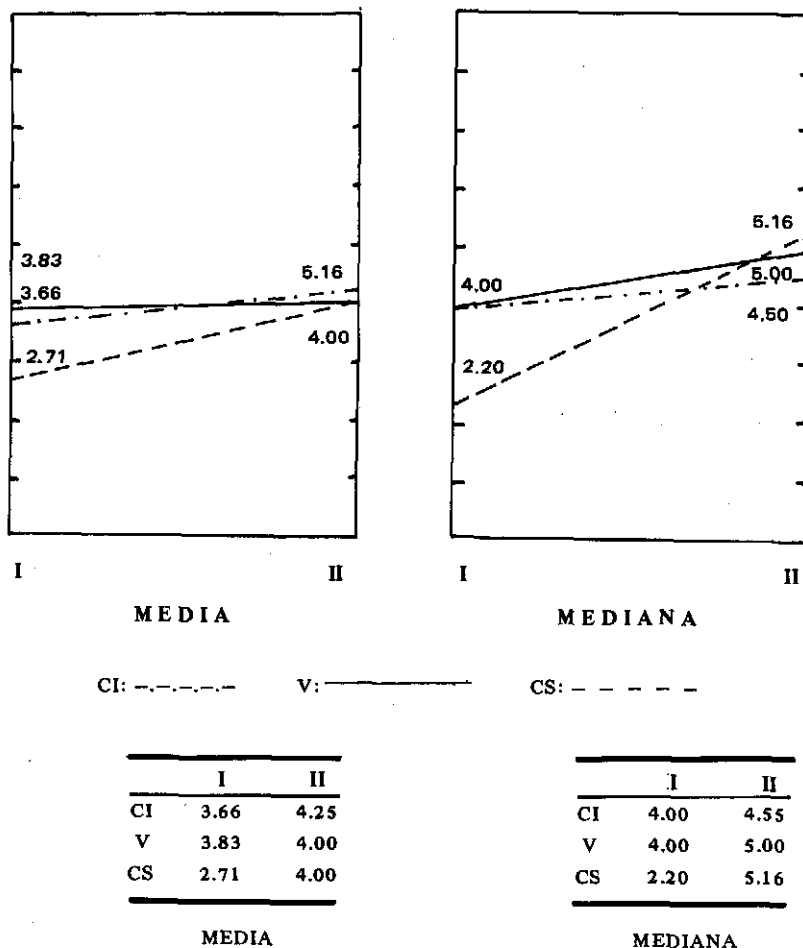 3.83
3.66
2.71
5.16
4.00
4.00
2.20
5.16
5.00
4.50
I II
I II
MEDIA
MEDIANA
CI: V: CS:
I II
CI 3.66 4.25
V 3.83 4.00
CS 2.71 4.00
MEDIA
I II
CI 4.00 4.55
V 4.00 5.00
CS 2.20 5.16
MEDIANA